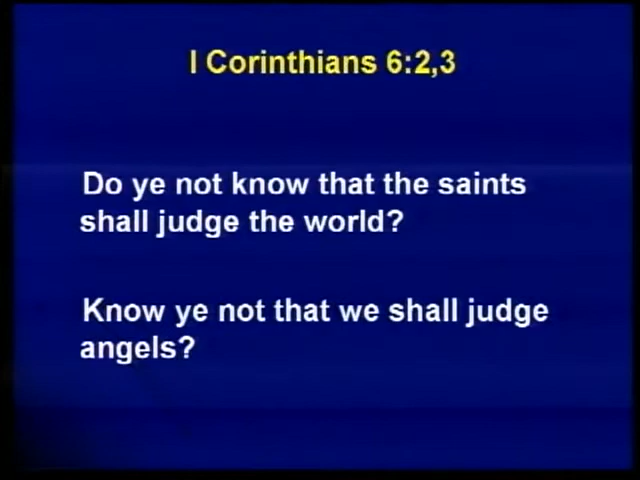 I Corinthians 6:2,3
Do ye not know that the saints
shall judge the world?
Know ye not that we shall judge
angels?